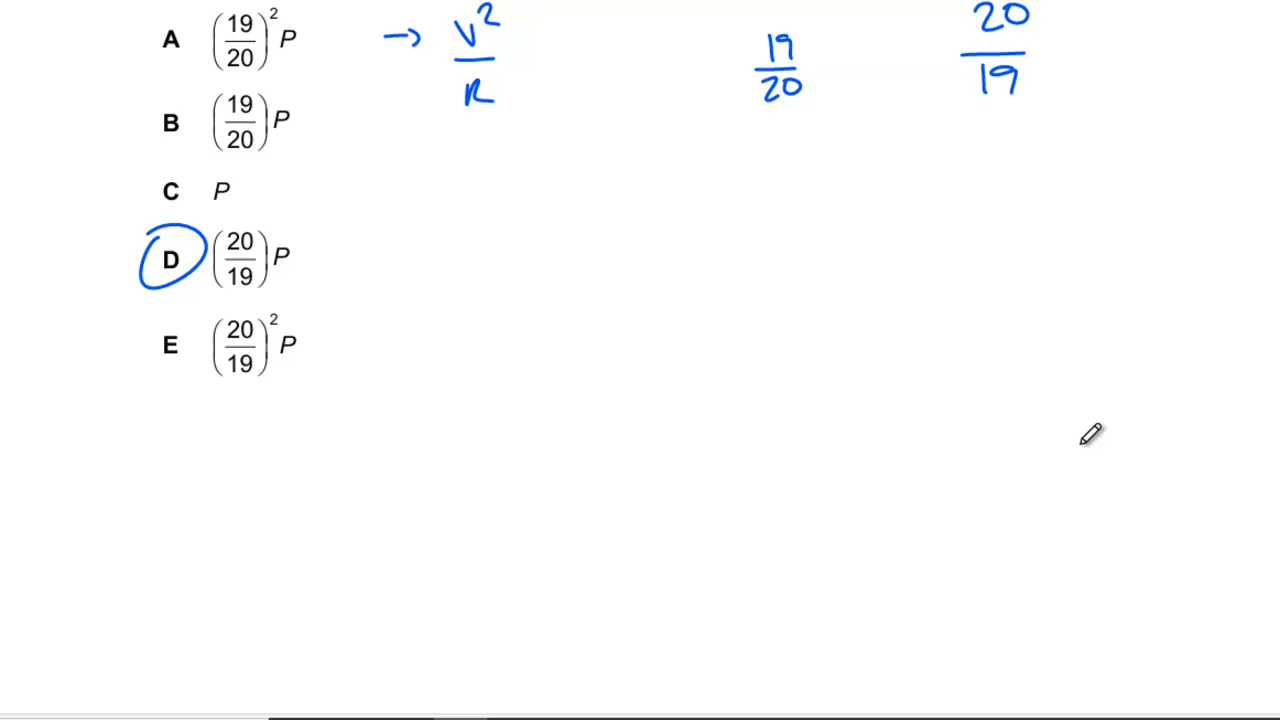 A (19/20)² P → V²/R 19/20 20/19
B (19/20) P
C P
D (20/19) P
E (20/19)² P